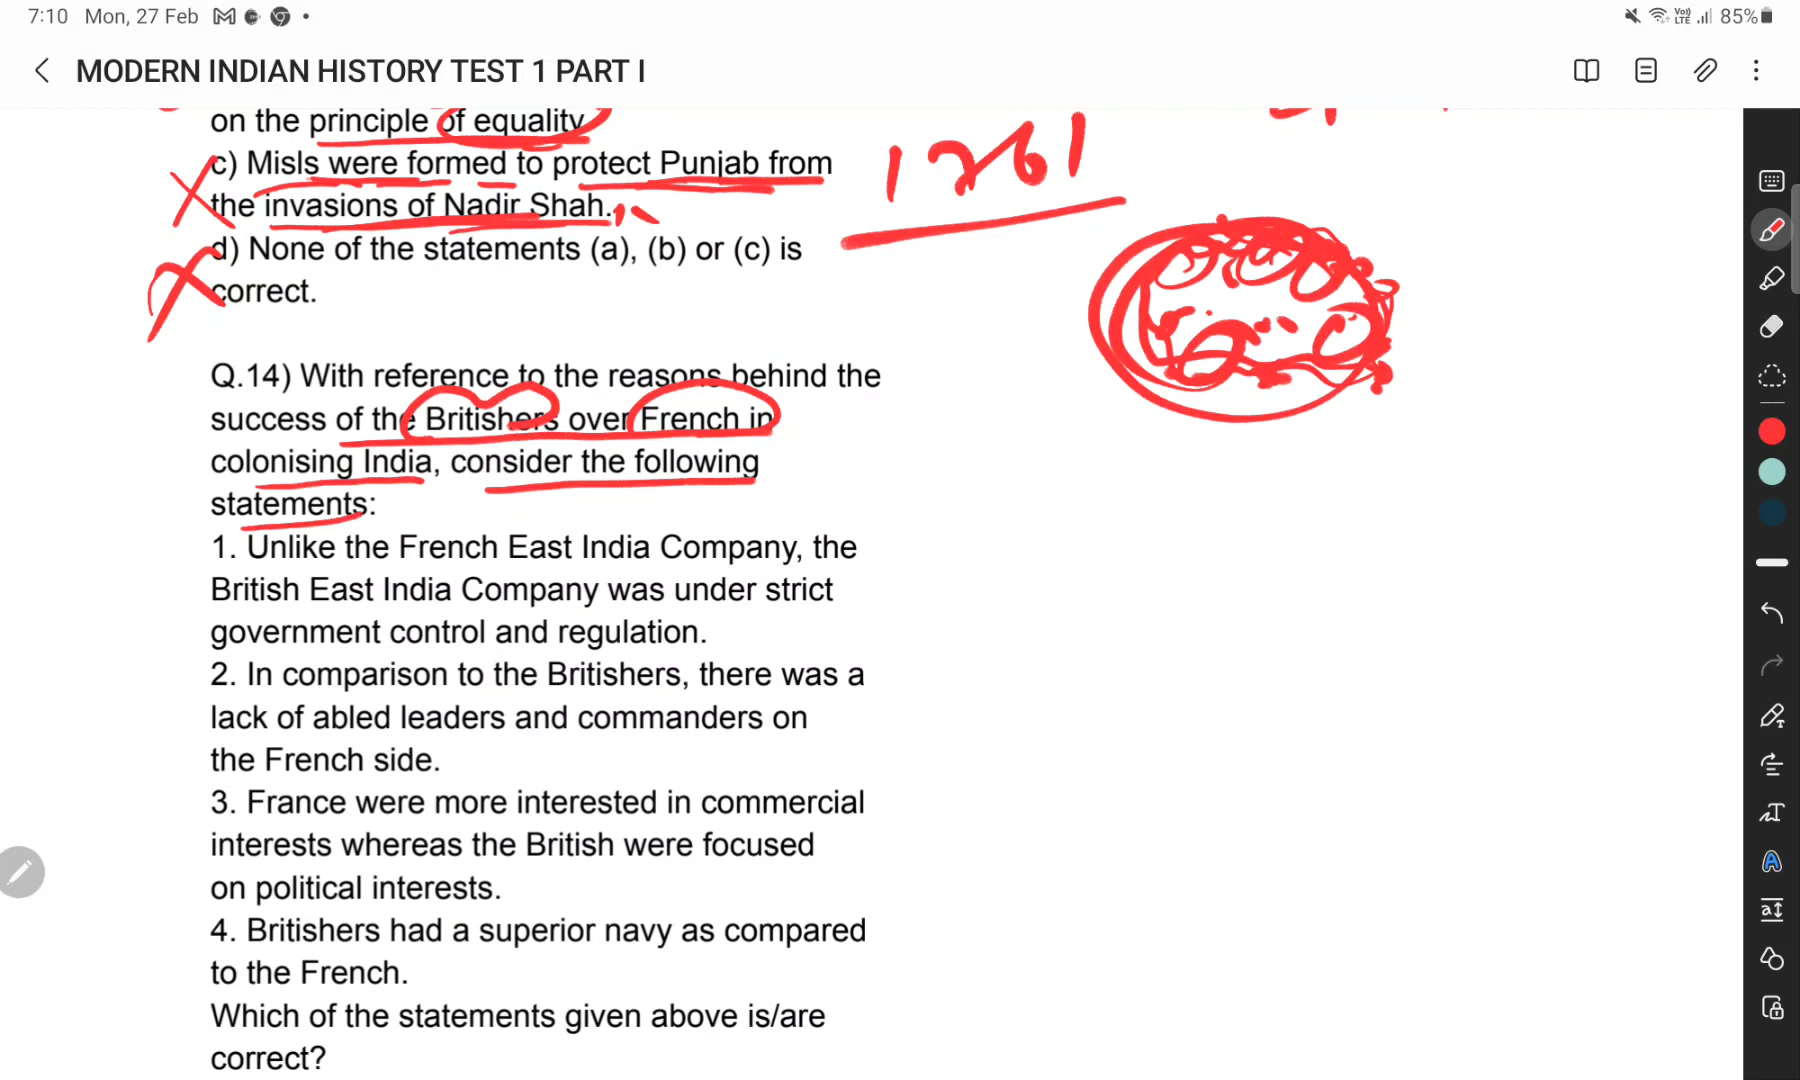 7:10 Mon, 27 Feb
Vo) LTE 85%
MODERN INDIAN HISTORY TEST 1 PART I
on the principle of equality
c) Misls were formed to protect Punjab from
the invasions of Nadir Shah.
d) None of the statements (a), (b) or (c) is
correct.
1761
Q.14) With reference to the reasons behind the
success of the Britishers over French in
colonising India, consider the following
statements:
1. Unlike the French East India Company, the
British East India Company was under strict
government control and regulation.
2. In comparison to the Britishers, there was a
lack of abled leaders and commanders on
the French side.
3. France were more interested in commercial
interests whereas the British were focused
on political interests.
4. Britishers had a superior navy as compared
to the French.
Which of the statements given above is/are
correct?